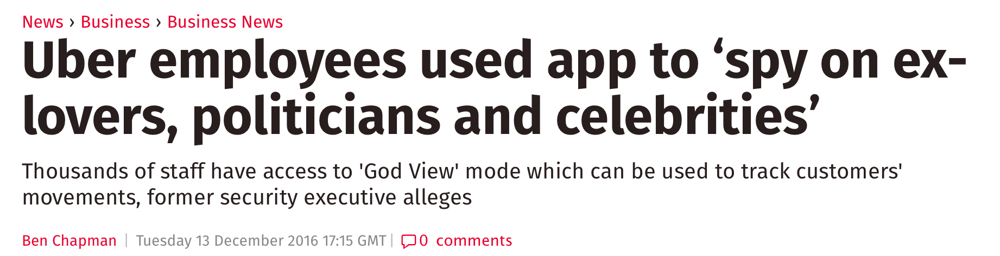 News › Business › Business News
Uber employees used app to ‘spy on ex-
lovers, politicians and celebrities’
Thousands of staff have access to 'God View' mode which can be used to track customers'
movements, former security executive alleges
Ben Chapman | Tuesday 13 December 2016 17:15 GMT | 0 comments